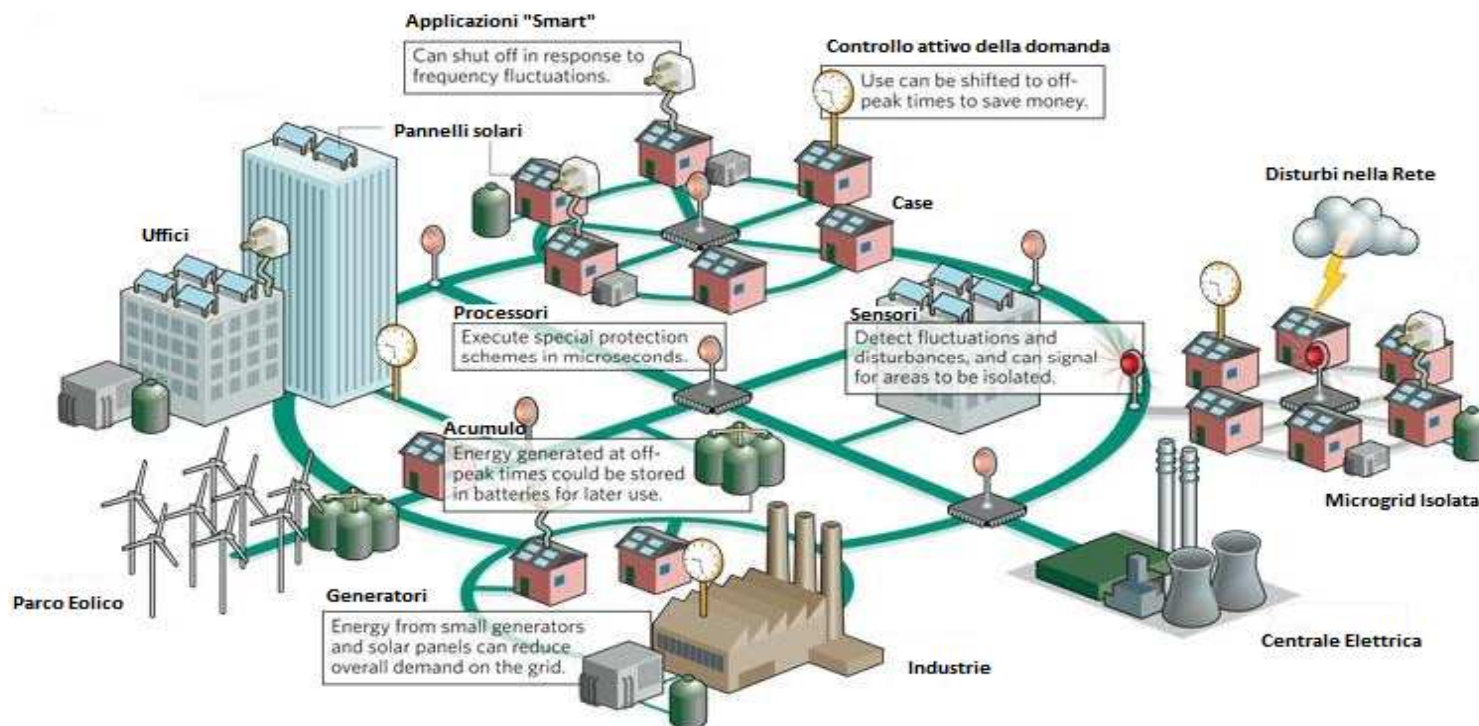 Applicazioni "Smart"
Can shut off in response to
frequency fluctuations.
Controllo attivo della domanda
Use can be shifted to off-
peak times to save money.
Pannelli solari
Disturbi nella Rete
Case
Uffici
Processori
Execute special protection
schemes in microseconds.
Sensori
Detect fluctuations and
disturbances, and can signal
for areas to be isolated.
Acumulo
Energy generated at off-
peak times could be stored
in batteries for later use.
Microgrid Isolata
Parco Eolico
Generatori
Energy from small generators
and solar panels can reduce
overall demand on the grid.
Industrie
Centrale Elettrica